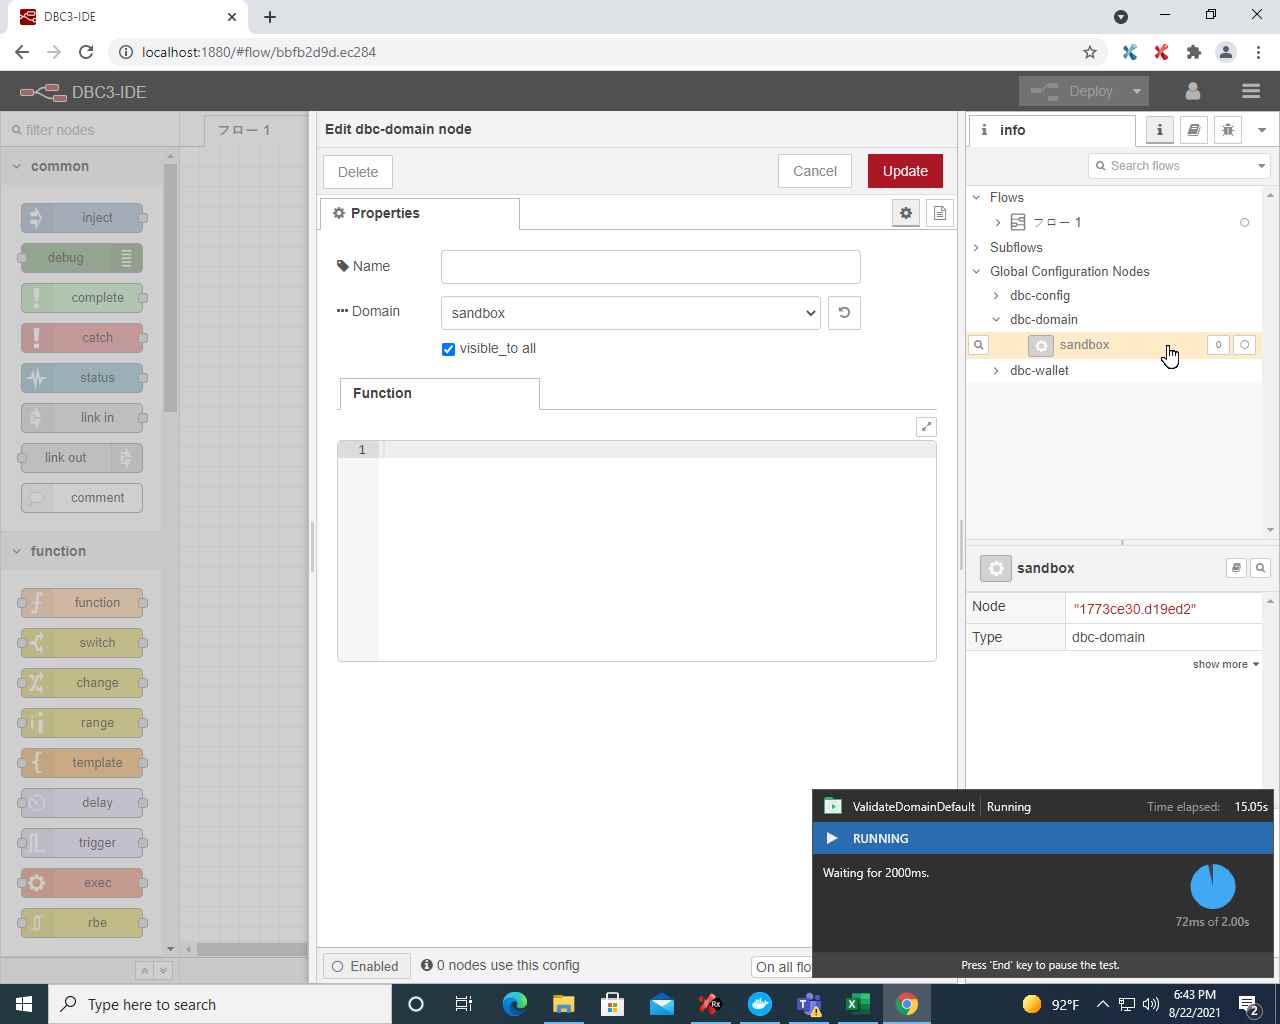 DBC3-IDE
localhost:1880/#flow/bbfb2d9d.ec284
DBC3-IDE
Deploy
filter nodes
フロー 1
common
inject
debug
complete
catch
status
link in
link out
comment
function
function
switch
change
range
template
delay
trigger
exec
rbe
Edit dbc-domain node
Delete
Cancel
Update
Properties
Name
Domain
sandbox
visible_to all
Function
1
Enabled
0 nodes use this config
On all flo
i info
Search flows
Flows
フロー 1
Subflows
Global Configuration Nodes
dbc-config
dbc-domain
sandbox
0
dbc-wallet
sandbox
Node "1773ce30.d19ed2"
Type dbc-domain
show more
ValidateDomainDefault Running Time elapsed: 15.05s
RUNNING
Waiting for 2000ms.
72ms of 2.00s
Press 'End' key to pause the test.
Type here to search
Rx
92°F
6:43 PM
8/22/2021
2